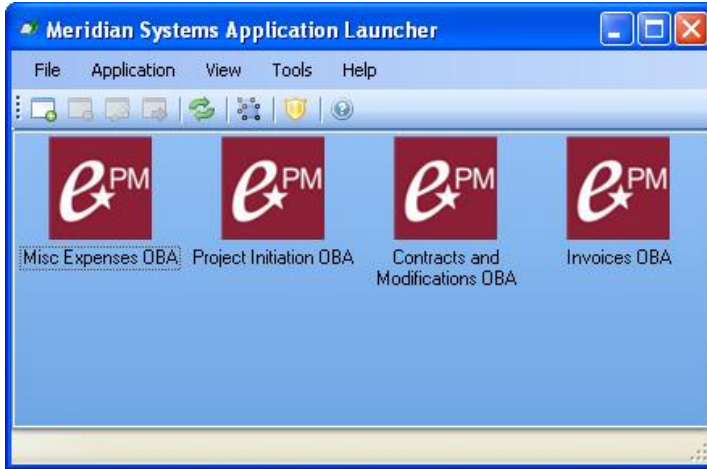 Meridian Systems Application Launcher
File Application View Tools Help
ePM ePM ePM ePM
Misc Expenses OBA Project Initiation OBA Contracts and Modifications OBA Invoices OBA